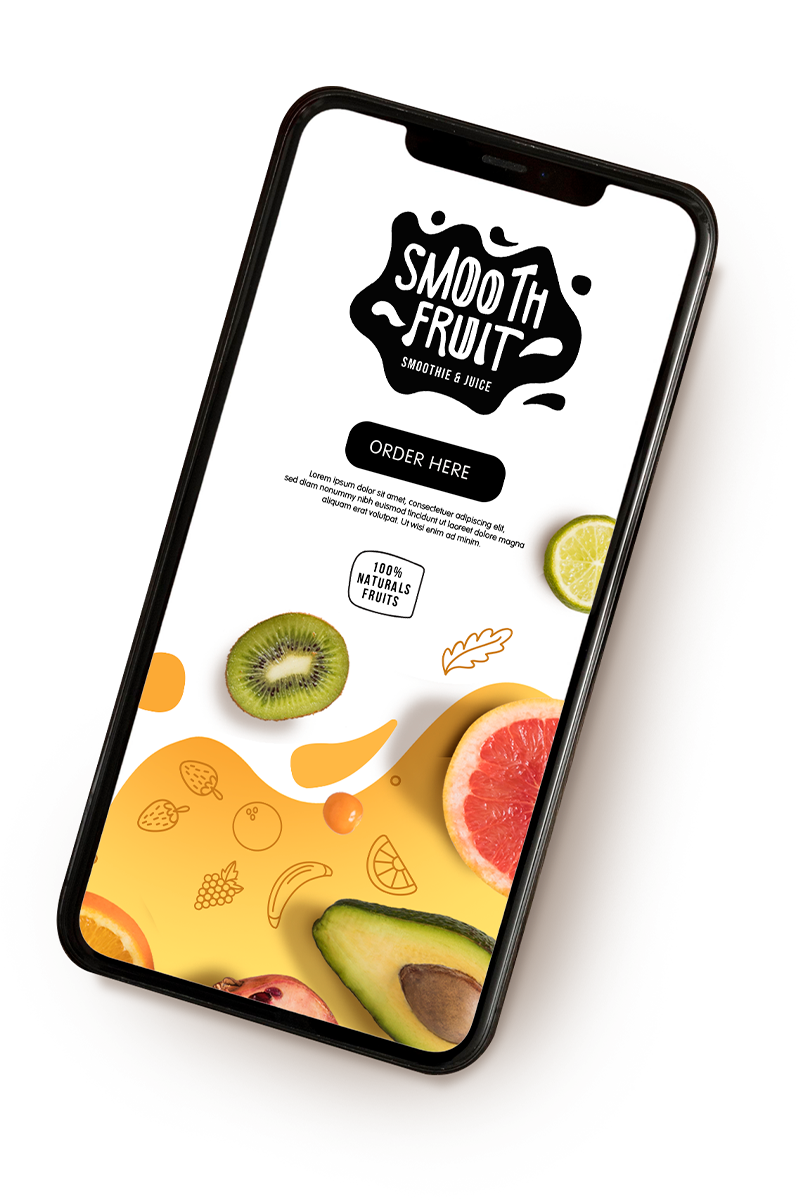 SMOOTH
FRUIT
SMOOTHIE & JUICE
ORDER HERE
Lorem ipsum dolor sit amet, consectetuer adipiscing elit,
sed diam nonummy nibh euismod tincidunt ut laoreet dolore magna
aliquam erat volutpat. Ut wisi enim ad minim.
100%
NATURALS
FRUITS